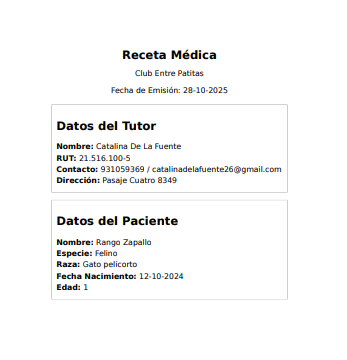 Receta Médica
Club Entre Patitas
Fecha de Emisión: 28-10-2025
Datos del Tutor
Nombre: Catalina De La Fuente
RUT: 21.516.100-5
Contacto: 931059369 / catalinadelafuente26@gmail.com
Dirección: Pasaje Cuatro 8349
Datos del Paciente
Nombre: Rango Zapallo
Especie: Felino
Raza: Gato pelicorto
Fecha Nacimiento: 12-10-2024
Edad: 1